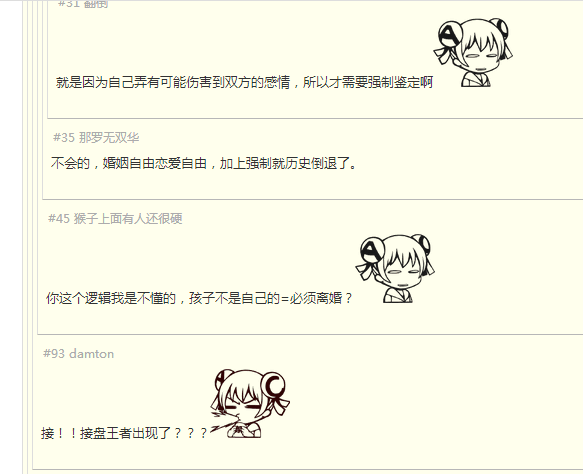 #31 翻倒
就是因为自己弄有可能伤害到双方的感情，所以才需要强制鉴定啊
#35 那罗无双华
不会的，婚姻自由恋爱自由，加上强制就历史倒退了。
#45 猴子上面有人还很硬
你这个逻辑我是不懂的，孩子不是自己的=必须离婚？
#93 damton
接！！接盘王者出现了？？？